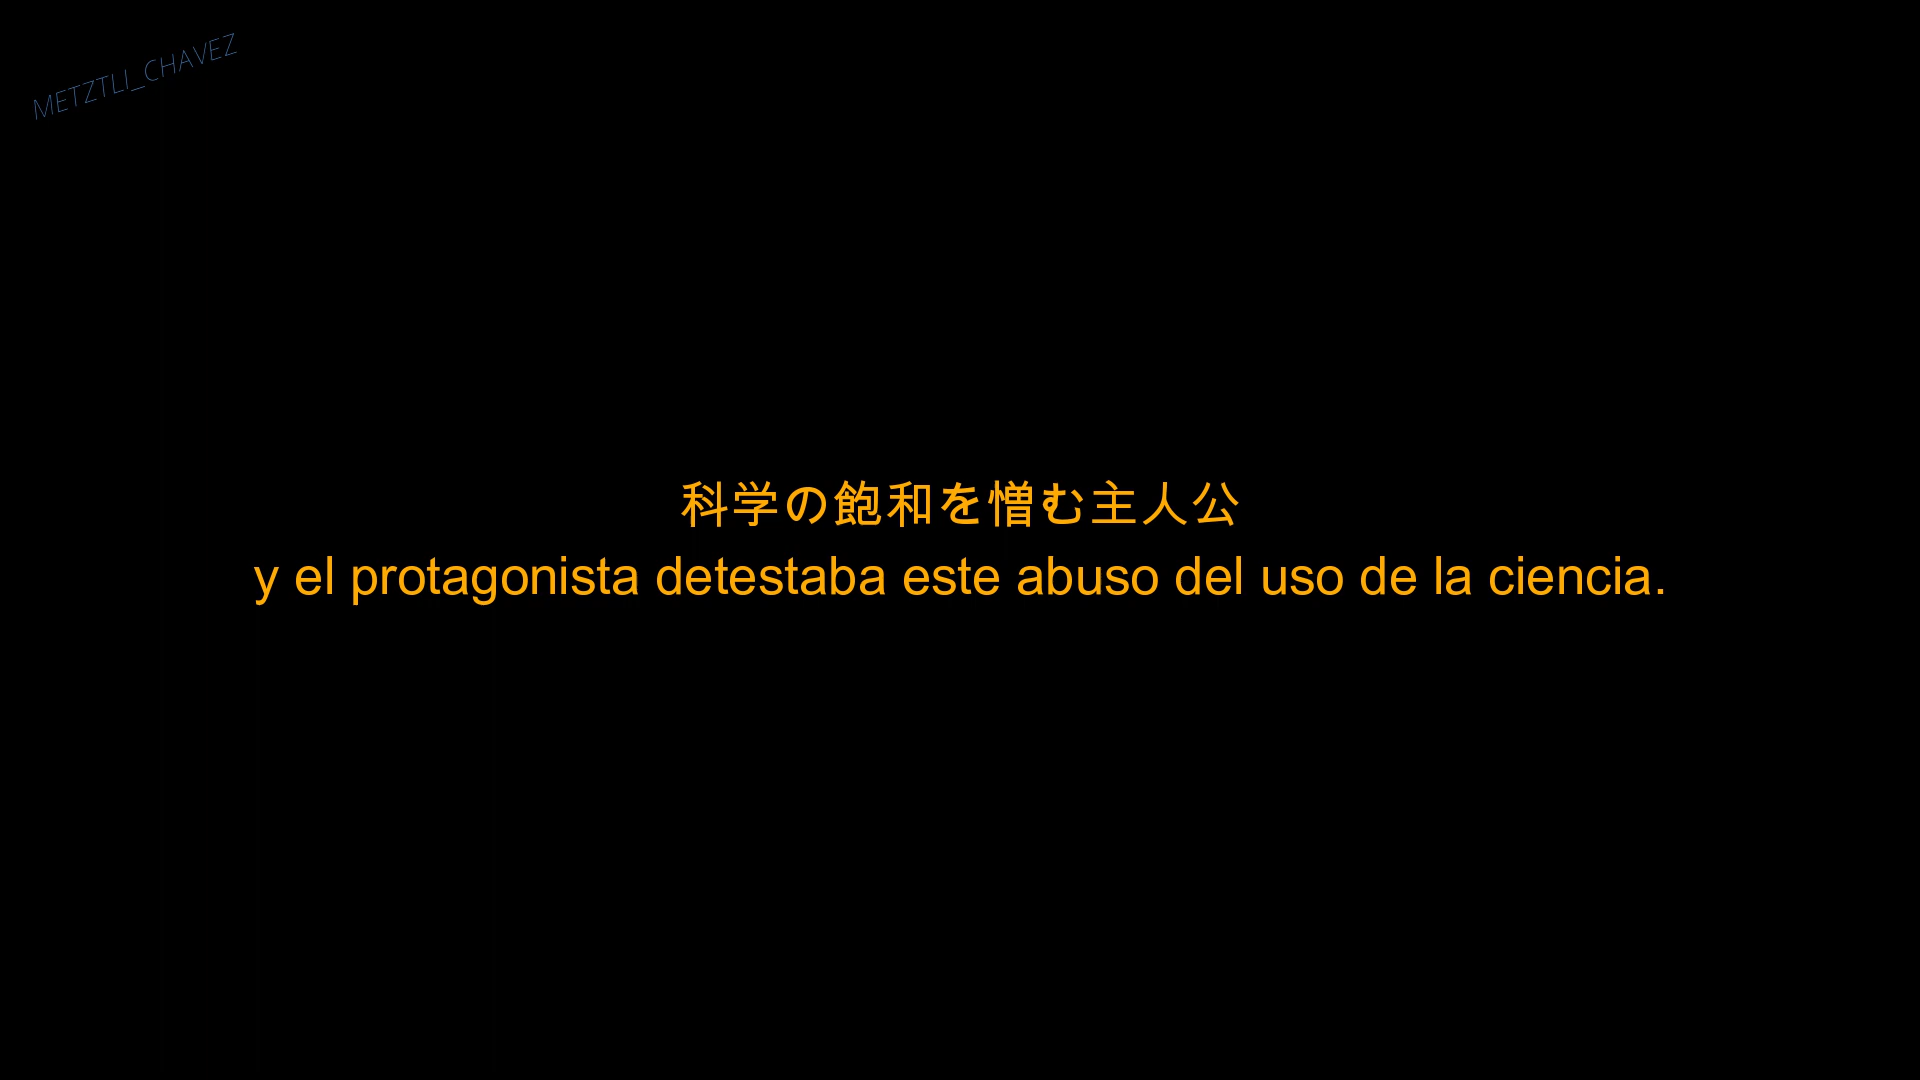 METZTLI_CHAVEZ
科学の飽和を憎む主人公
y el protagonista detestaba este abuso del uso de la ciencia.